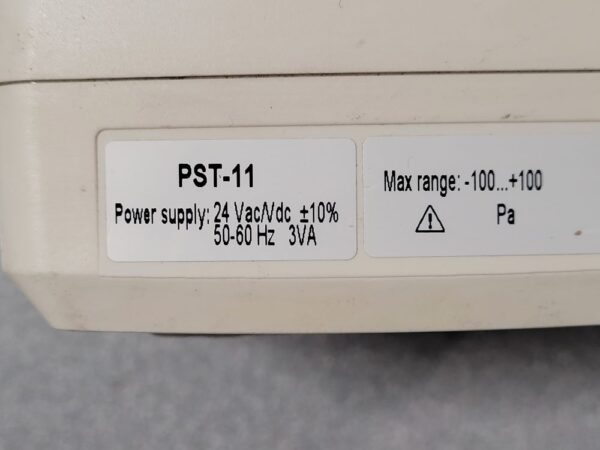 PST-11
Power supply: 24 Vac/Vdc ±10%
50-60 Hz 3VA
Max range: -100...+100
Pa